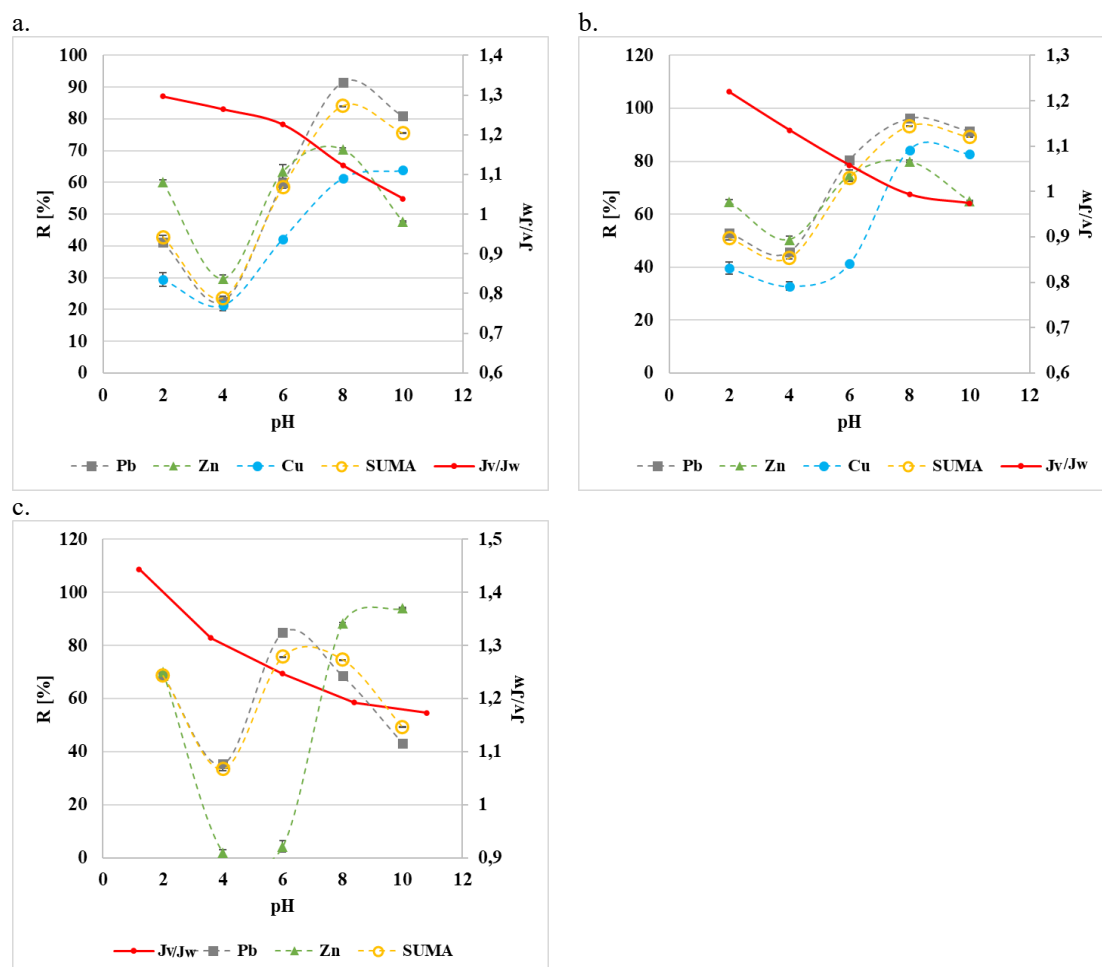 a.
100
90
80
70
60
50
40
30
20
10
0
R [%]
1,4
1,3
1,2
1,1
1
0,9
0,8
0,7
0,6
Jv/Jw
0 2 4 6 8 10 12
pH
Pb Zn Cu SUMA Jv/Jw
b.
120
100
80
60
40
20
0
R [%]
1,3
1,2
1,1
1
0,9
0,8
0,7
0,6
Jv/Jw
0 2 4 6 8 10 12
pH
Pb Zn Cu SUMA Jv/Jw
c.
120
100
80
60
40
20
0
R [%]
1,5
1,4
1,3
1,2
1,1
1
0,9
Jv/Jw
0 2 4 6 8 10 12
pH
Jv/Jw Pb Zn SUMA